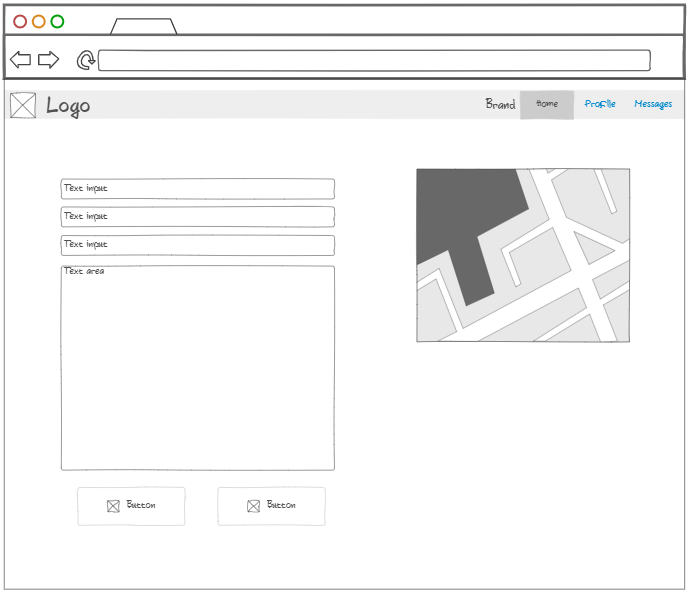 Logo
Brand Home Profile Messages
Text input
Text input
Text input
Text area
Button Button